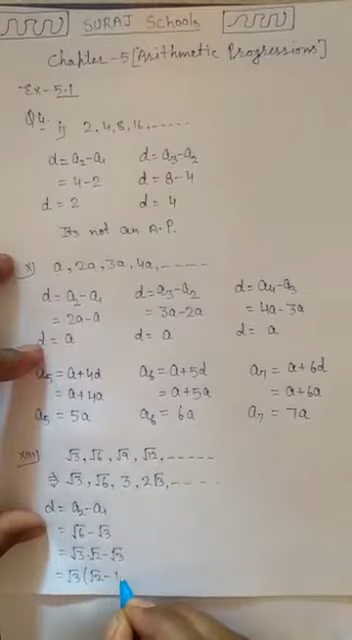 SURAJ Schools
Chapter-5 [Arithmetic Progressions]
Ex-5.1
Q4. i) 2, 4, 8, 16, -----
d = a₂-a₁ d = a₃-a₂
= 4-2 d = 8-4
d = 2 d = 4
Its not an A.P.
x) a, 2a, 3a, 4a, -----
d = a₂-a₁ d = a₃-a₂ d = a₄-a₃
= 2a-a = 3a-2a = 4a-3a
d = a d = a d = a
a₅ = a+4d a₆ = a+5d a₇ = a+6d
= a+4a = a+5a = a+6a
a₅ = 5a a₆ = 6a a₇ = 7a
√3, √6, √9, √12, -----
⇒ √3, √6, 3, 2√3, -----
d = a₂-a₁
= √6-√3
= √3·√2-√3
= √3(√2-